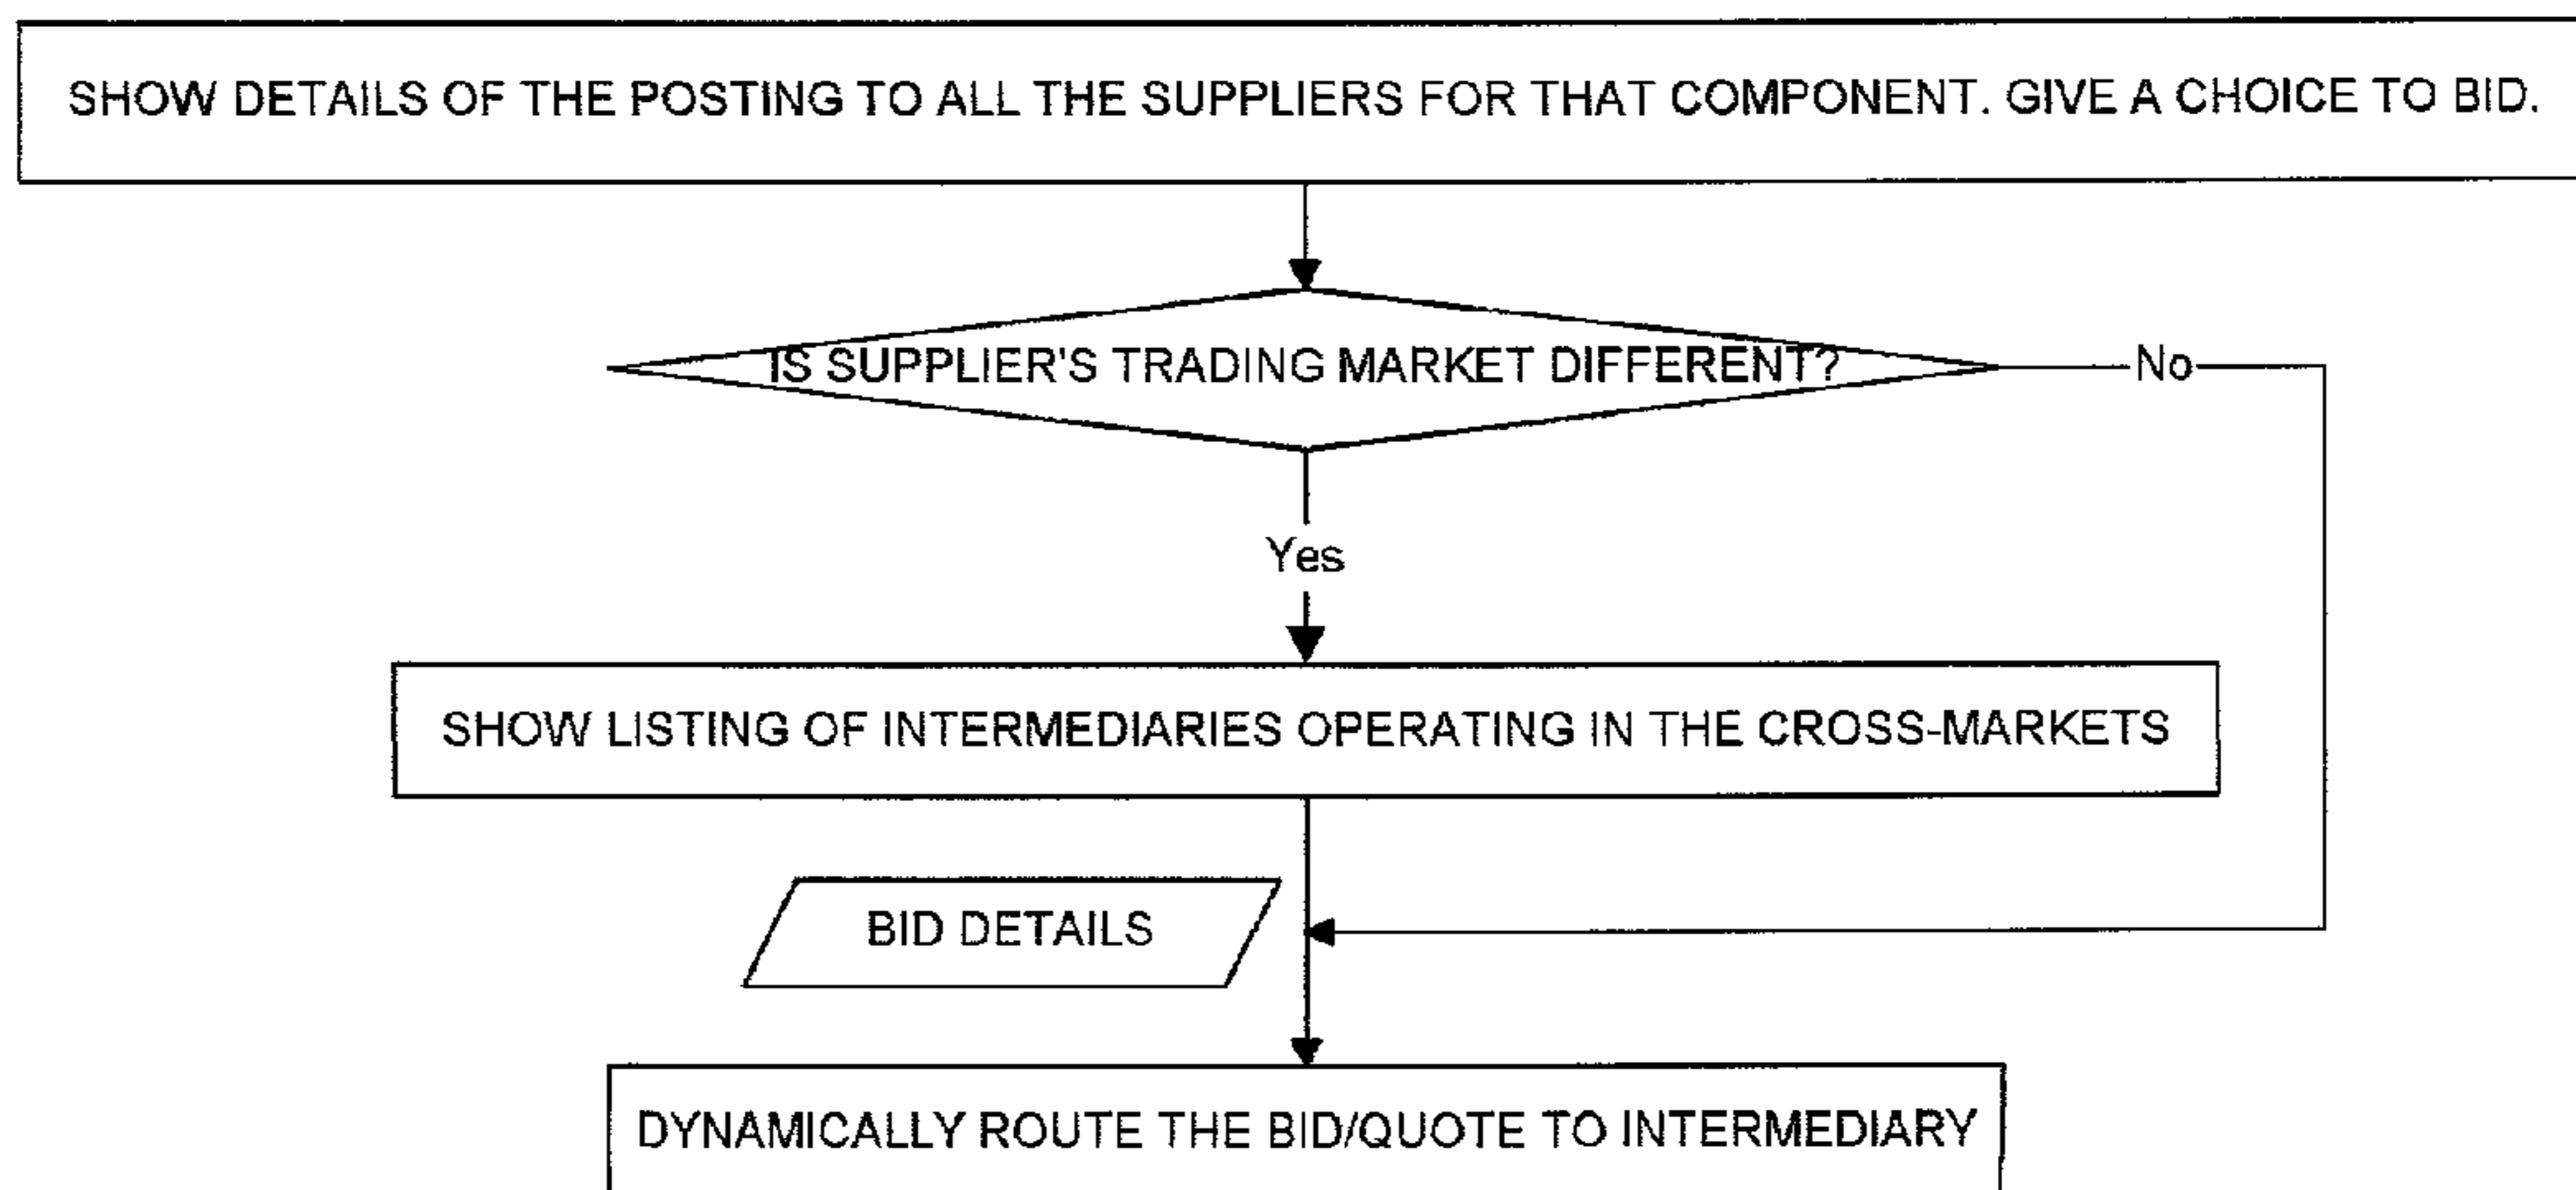 SHOW DETAILS OF THE POSTING TO ALL THE SUPPLIERS FOR THAT COMPONENT. GIVE A CHOICE TO BID.
IS SUPPLIER'S TRADING MARKET DIFFERENT?
No
Yes
SHOW LISTING OF INTERMEDIARIES OPERATING IN THE CROSS-MARKETS
BID DETAILS
DYNAMICALLY ROUTE THE BID/QUOTE TO INTERMEDIARY